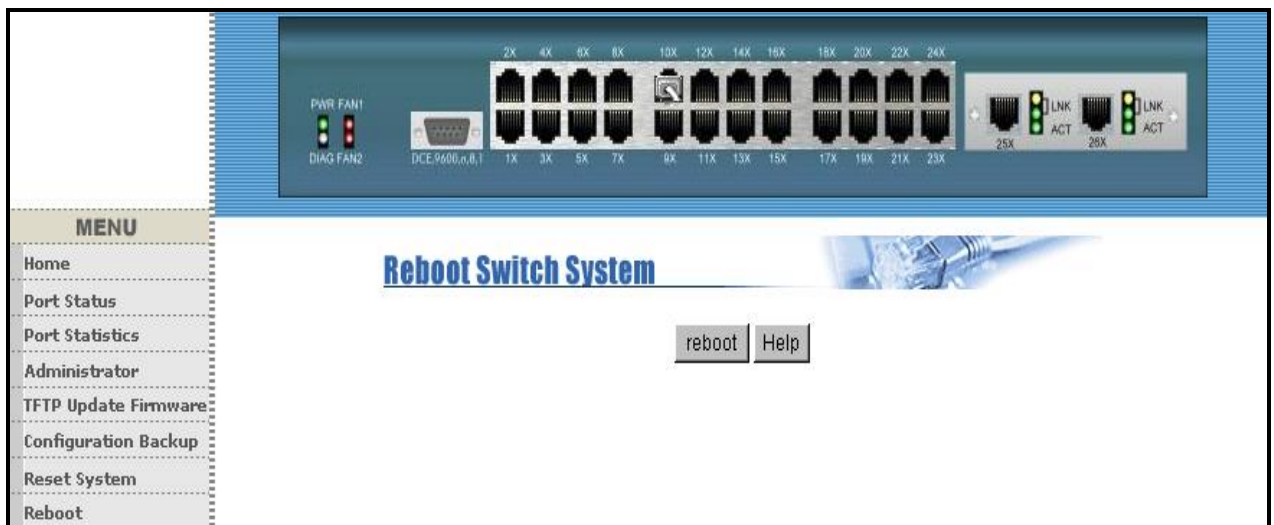 2X 4X 6X 8X 10X 12X 14X 16X 18X 20X 22X 24X
PWR FAN1
DIAG FAN2
DCE,9600,n,8,1
1X 3X 5X 7X 9X 11X 13X 15X 17X 19X 21X 23X
LNK
ACT
25X
LNK
ACT
26X
MENU
Home
Port Status
Port Statistics
Administrator
TFTP Update Firmware
Configuration Backup
Reset System
Reboot
Reboot Switch System
reboot Help